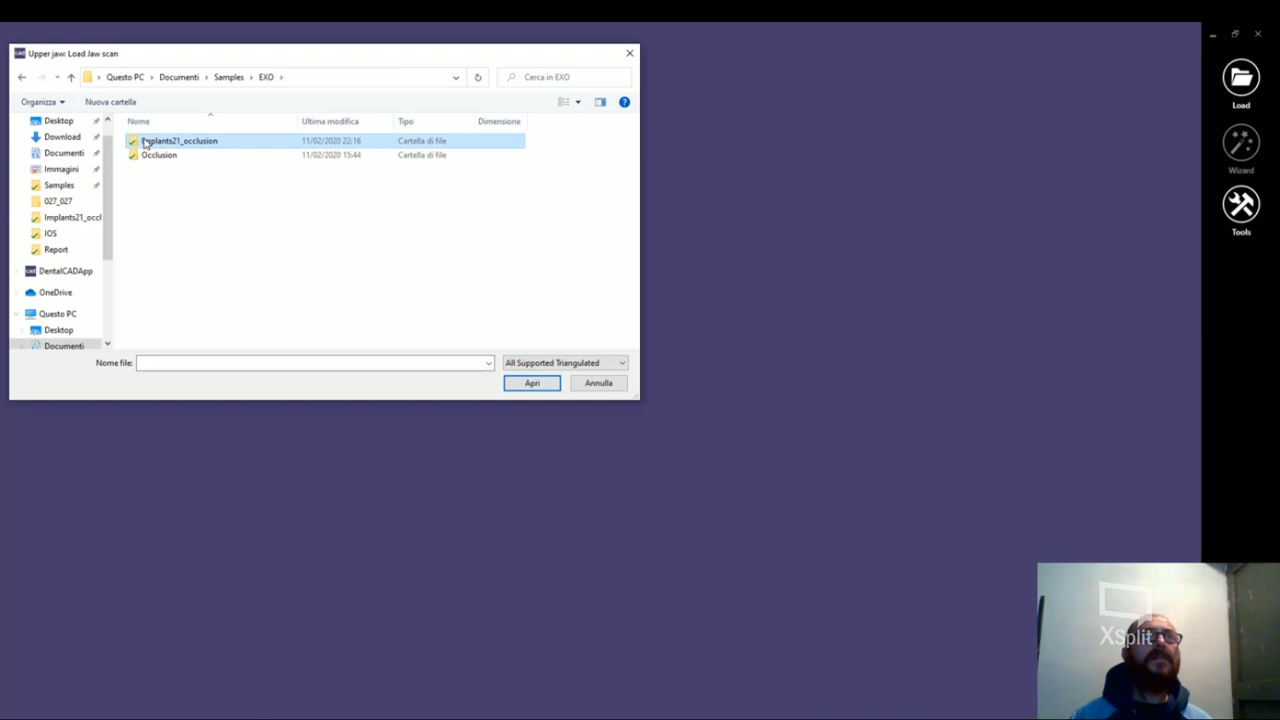 cad Upper jaw: Load Jaw scan
Questo PC > Documenti > Samples > EXO >
Cerca in EXO
Organizza
Nuova cartella
Nome
Ultima modifica
Tipo
Dimensione
Implants21_occlusion
11/02/2020 22:16
Cartella di file
Occlusion
11/02/2020 15:44
Cartella di file
Desktop
Download
Documenti
Immagini
Samples
027_027
Implants21_occl
IOS
Report
cad DentalCADApp
OneDrive
Questo PC
Desktop
Documenti
Nome file:
All Supported Triangulated
Apri
Annulla
Load
Wizard
Tools
XSplit